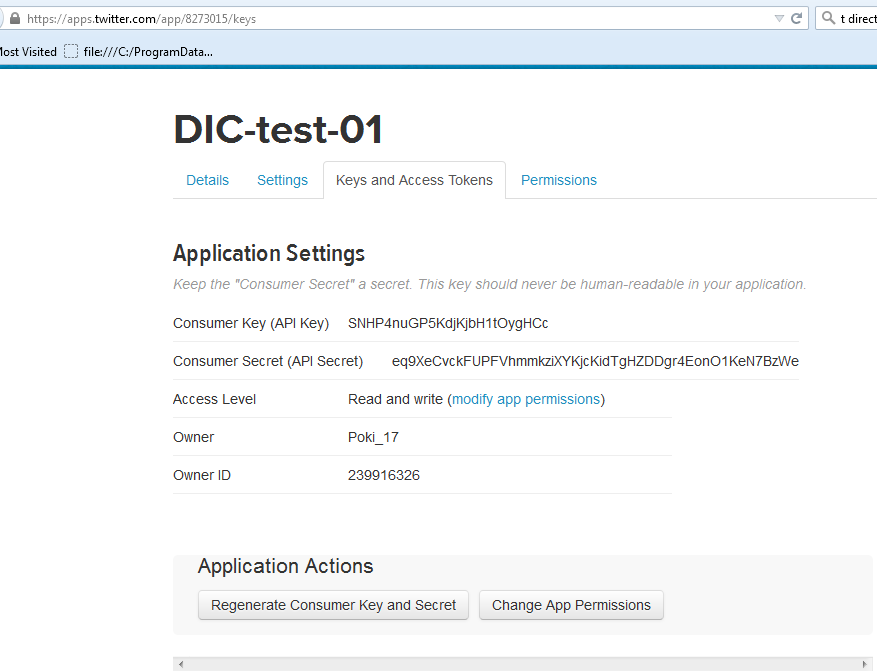 https://apps.twitter.com/app/8273015/keys
t direct
Most Visited file:///C:/ProgramData...
DIC-test-01
Details Settings Keys and Access Tokens Permissions
Application Settings
Keep the "Consumer Secret" a secret. This key should never be human-readable in your application.
Consumer Key (API Key) SNHP4nuGP5KdjKjbH1tOygHCc
Consumer Secret (API Secret) eq9XeCvckFUPFVhmmkziXYKjcKidTgHZDDgr4EonO1KeN7BzWe
Access Level Read and write (modify app permissions)
Owner Poki_17
Owner ID 239916326
Application Actions
Regenerate Consumer Key and Secret Change App Permissions